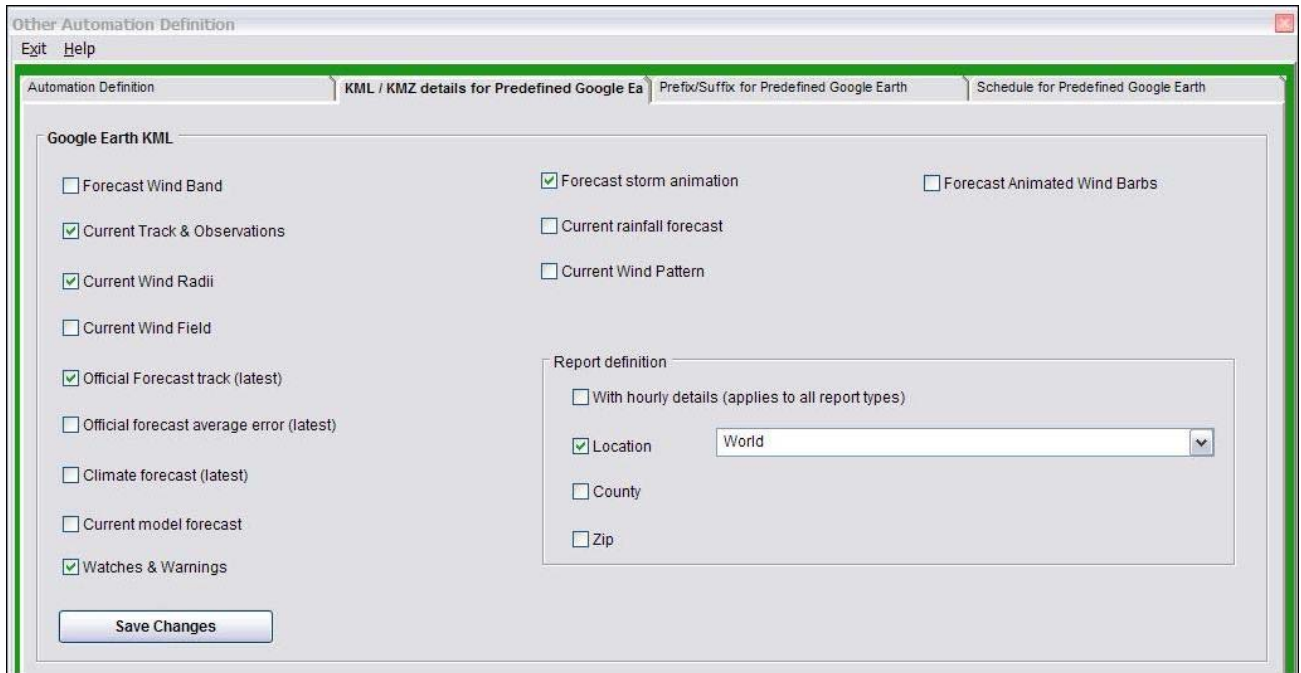 Other Automation Definition
Exit Help
Automation Definition
KML / KMZ details for Predefined Google Ea
Prefix/Suffix for Predefined Google Earth
Schedule for Predefined Google Earth
Google Earth KML
Forecast Wind Band
Current Track & Observations
Current Wind Radii
Current Wind Field
Official Forecast track (latest)
Official forecast average error (latest)
Climate forecast (latest)
Current model forecast
Watches & Warnings
Forecast storm animation
Current rainfall forecast
Current Wind Pattern
Forecast Animated Wind Barbs
Report definition
With hourly details (applies to all report types)
Location World
County
Zip
Save Changes